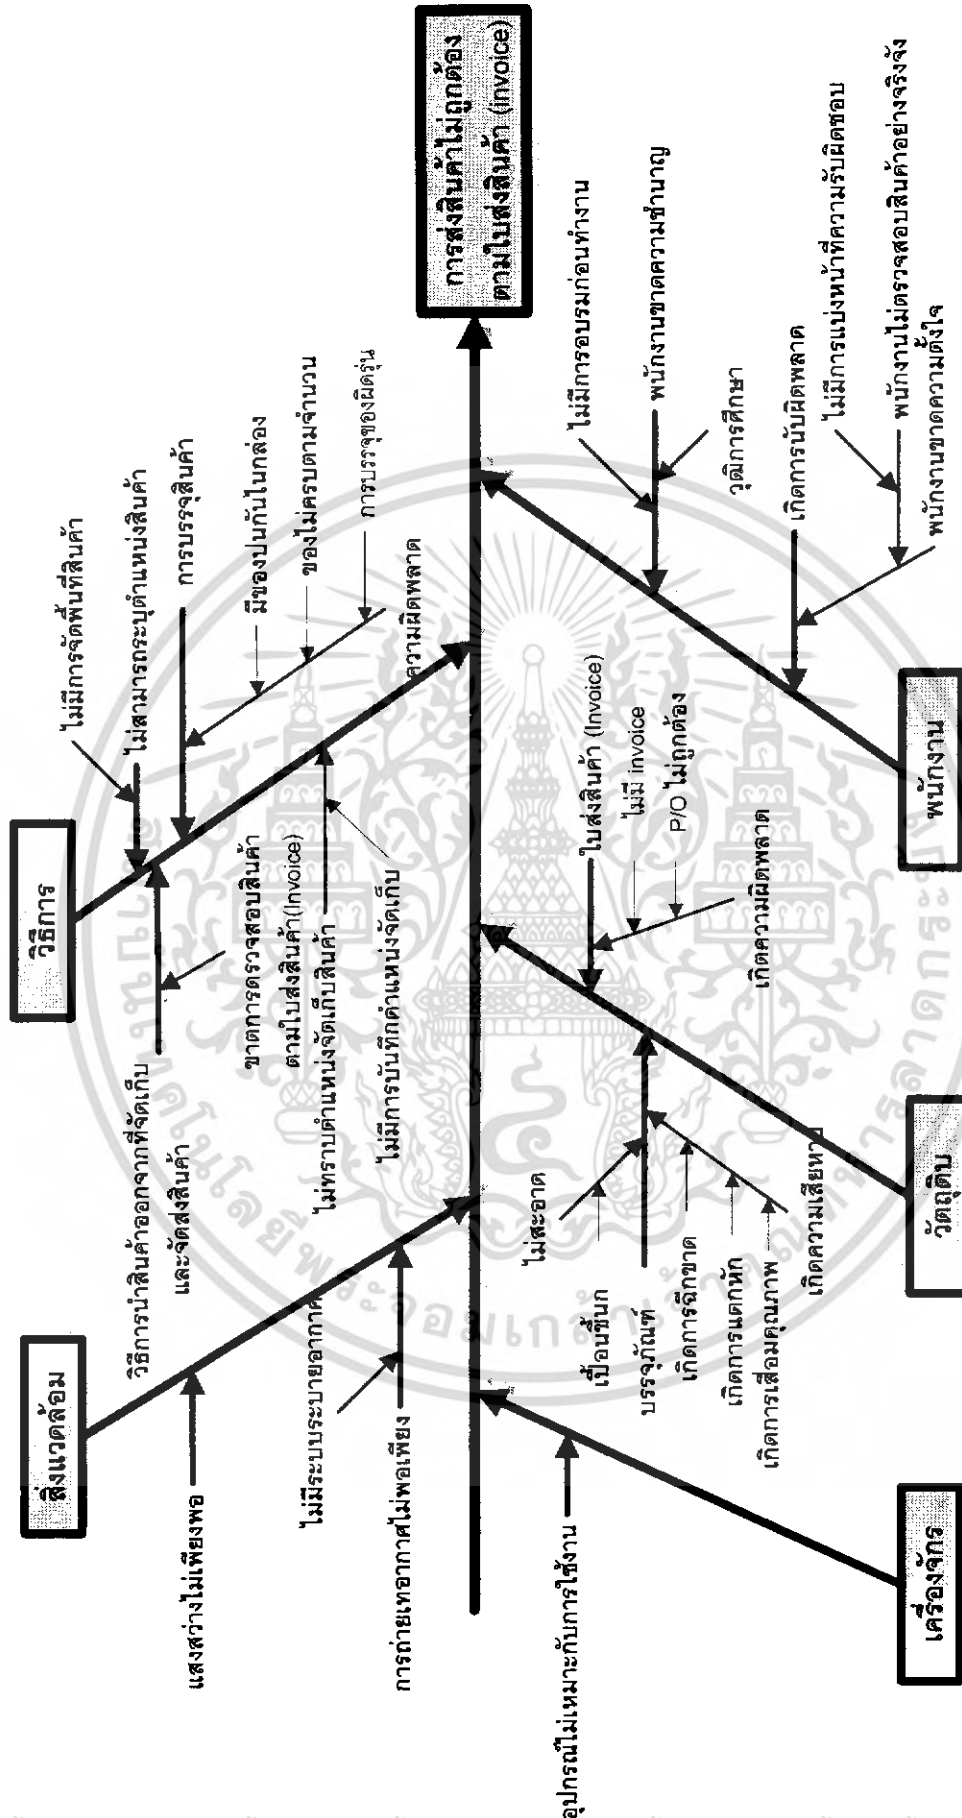 สิ่งแวดล้อม
แสงสว่างไม่เพียงพอ
ไม่มีระบบระบายอากาศ
การถ่ายเทอากาศไม่พอเพียง
วิธีการ
ไม่มีการจัดพื้นที่สินค้า
ไม่สามารถระบุตำแหน่งสินค้า
การบรรจุสินค้า
มีของปนกันในกล่อง
ของไม่ครบตามจำนวน
การบรรจุของผิดรุ่น
ความผิดพลาด
วิธีการนำสินค้าออกจากที่จัดเก็บ
และจัดส่งสินค้า
ขาดการตรวจสอบสินค้า
ตามใบส่งสินค้า(Invoice)
ไม่ทราบตำแหน่งจัดเก็บสินค้า
ไม่มีการบันทึกตำแหน่งจัดเก็บ
การส่งสินค้าไม่ถูกต้อง
ตามใบส่งสินค้า (invoice)
เครื่องจักร
อุปกรณ์ไม่เหมาะกับการใช้งาน
วัตถุดิบ
ไม่สะอาด
เปื้อนขี้นก
บรรจุภัณฑ์
เกิดการฉีกขาด
เกิดการแตกหัก
เกิดการเสื่อมคุณภาพ
เกิดความเสียหาย
ใบส่งสินค้า (Invoice)
ไม่มี invoice
P/O ไม่ถูกต้อง
เกิดความผิดพลาด
พนักงาน
ไม่มีการอบรมก่อนทำงาน
พนักงานขาดความชำนาญ
วุฒิการศึกษา
เกิดการนับผิดพลาด
ไม่มีการแบ่งหน้าที่ความรับผิดชอบ
พนักงานไม่ตรวจสอบสินค้าอย่างจริงจัง
พนักงานขาดความตั้งใจ